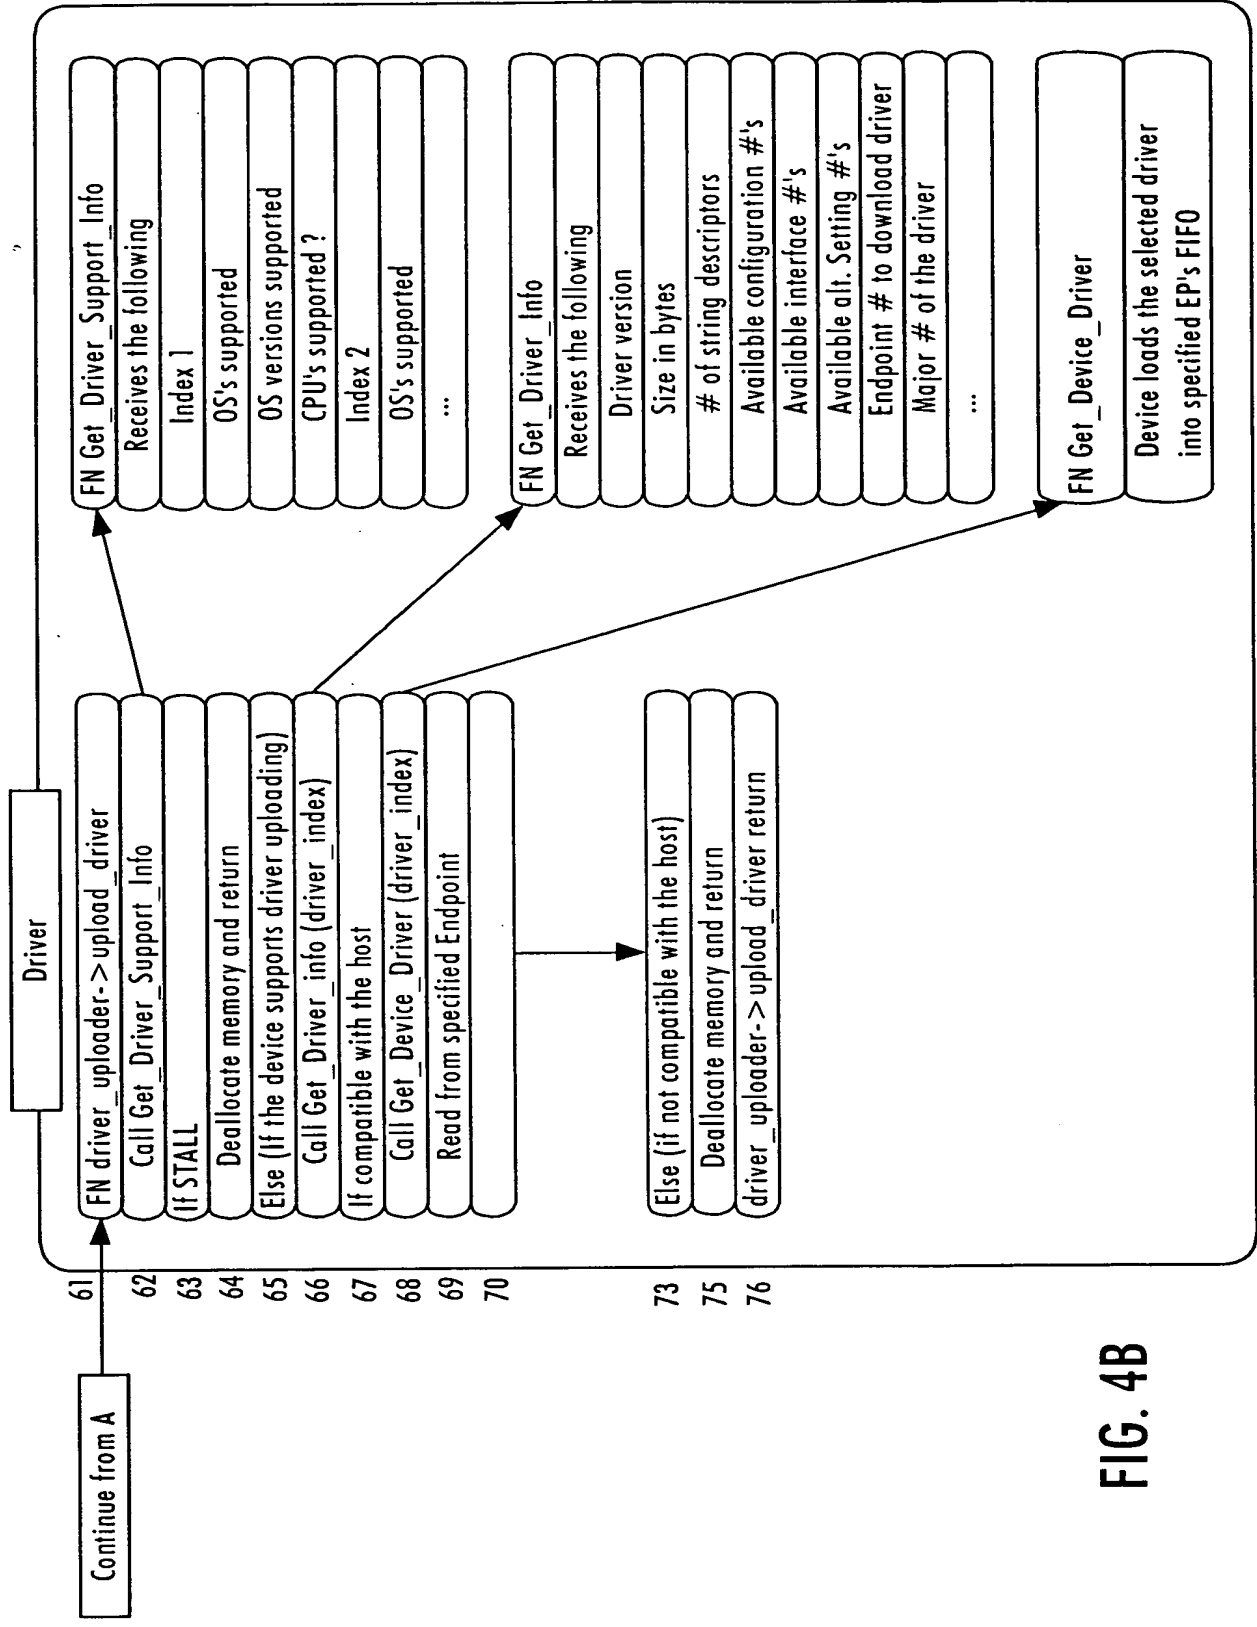 Driver
Continue from A
61
FN driver_uploader->upload_driver
62
Call Get_Driver_Support_Info
63
If STALL
64
Deallocate memory and return
65
Else (If the device supports driver uploading)
66
Call Get_Driver_info (driver_index)
67
If compatible with the host
68
Call Get_Device_Driver (driver_index)
69
Read from specified Endpoint
70
73
Else (if not compatible with the host)
75
Deallocate memory and return
76
driver_uploader->upload_driver return
FN Get_Driver_Support_Info
Receives the following
Index 1
OS's supported
OS versions supported
CPU's supported ?
Index 2
OS's supported
...
FN Get_Driver_Info
Receives the following
Driver version
Size in bytes
# of string descriptors
Available configuration #'s
Available interface #'s
Available alt. Setting #'s
Endpoint # to download driver
Major # of the driver
...
FN Get_Device_Driver
Device loads the selected driver
into specified EP's FIFO
FIG. 4B